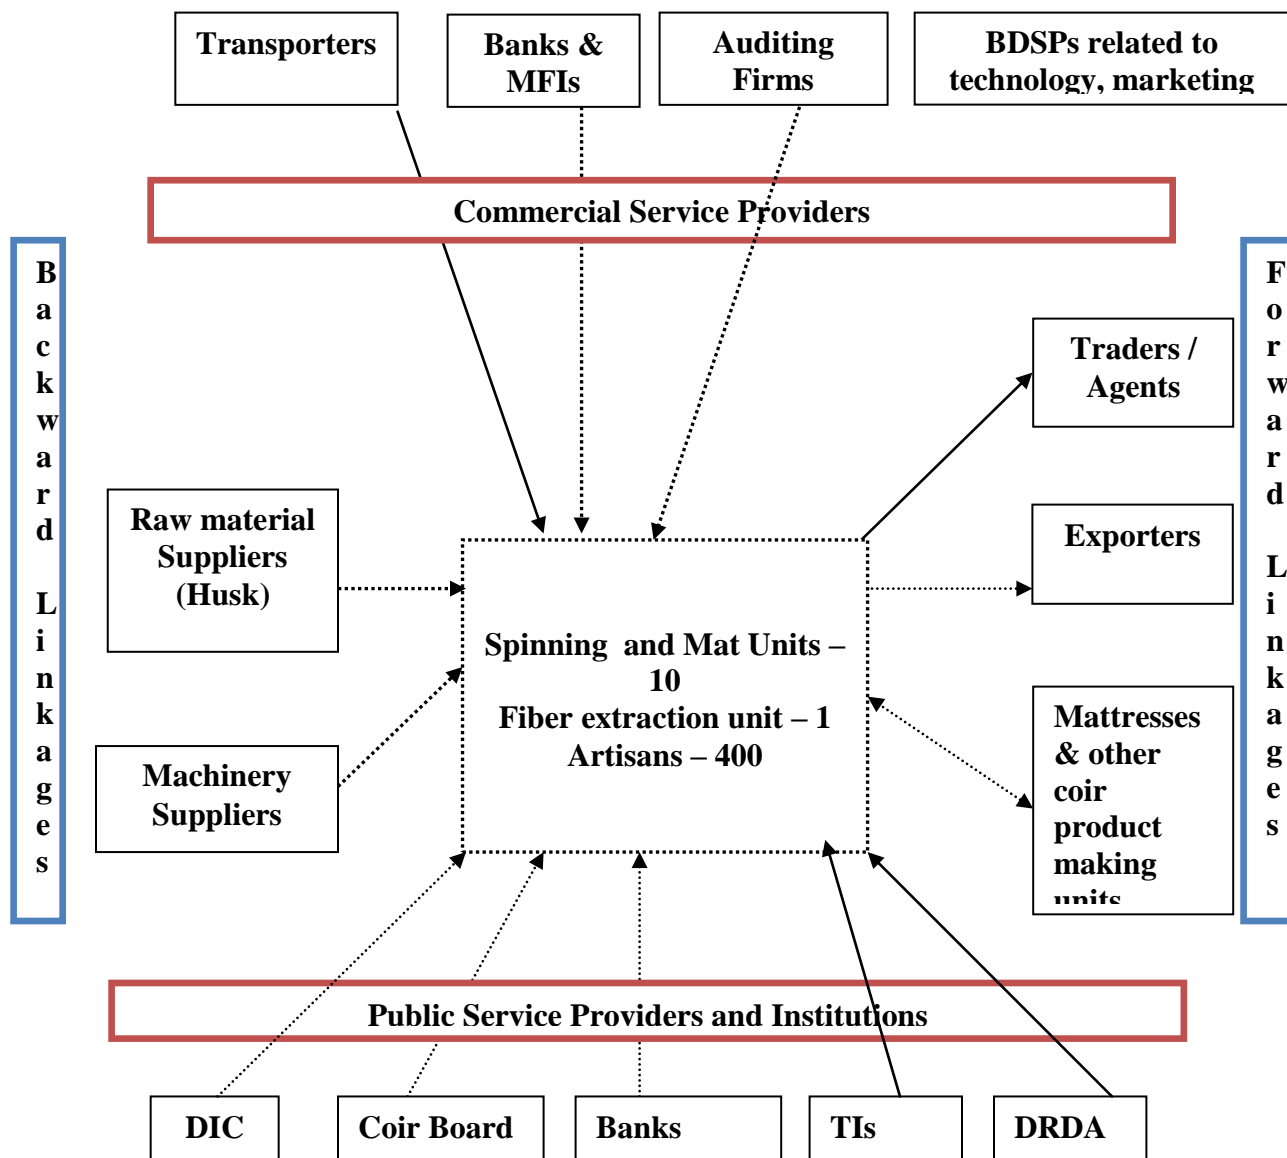 Transporters
Banks &
MFIs
Auditing
Firms
BDSPs related to
technology, marketing
Commercial Service Providers
Backward Linkages
Forward Linkages
Traders /
Agents
Raw material
Suppliers
(Husk)
Exporters
Spinning and Mat Units –
10
Fiber extraction unit – 1
Artisans – 400
Machinery
Suppliers
Mattresses
& other
coir
product
making
units
Public Service Providers and Institutions
DIC
Coir Board
Banks
TIs
DRDA